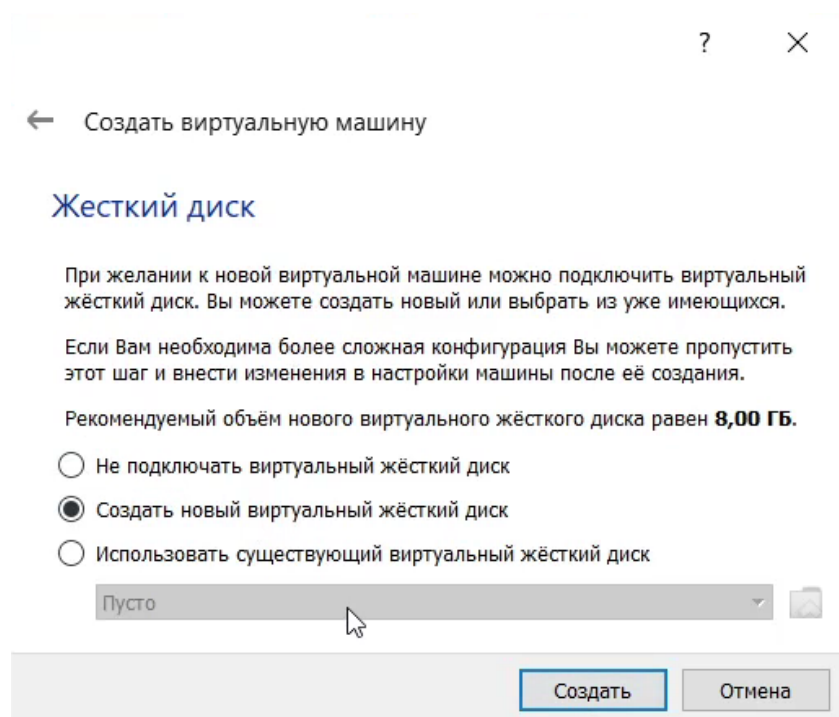 ?
Создать виртуальную машину
Жесткий диск
При желании к новой виртуальной машине можно подключить виртуальный
жёсткий диск. Вы можете создать новый или выбрать из уже имеющихся.
Если Вам необходима более сложная конфигурация Вы можете пропустить
этот шаг и внести изменения в настройки машины после её создания.
Рекомендуемый объём нового виртуального жёсткого диска равен 8,00 ГБ.
Не подключать виртуальный жёсткий диск
Создать новый виртуальный жёсткий диск
Использовать существующий виртуальный жёсткий диск
Пусто
Создать Отмена